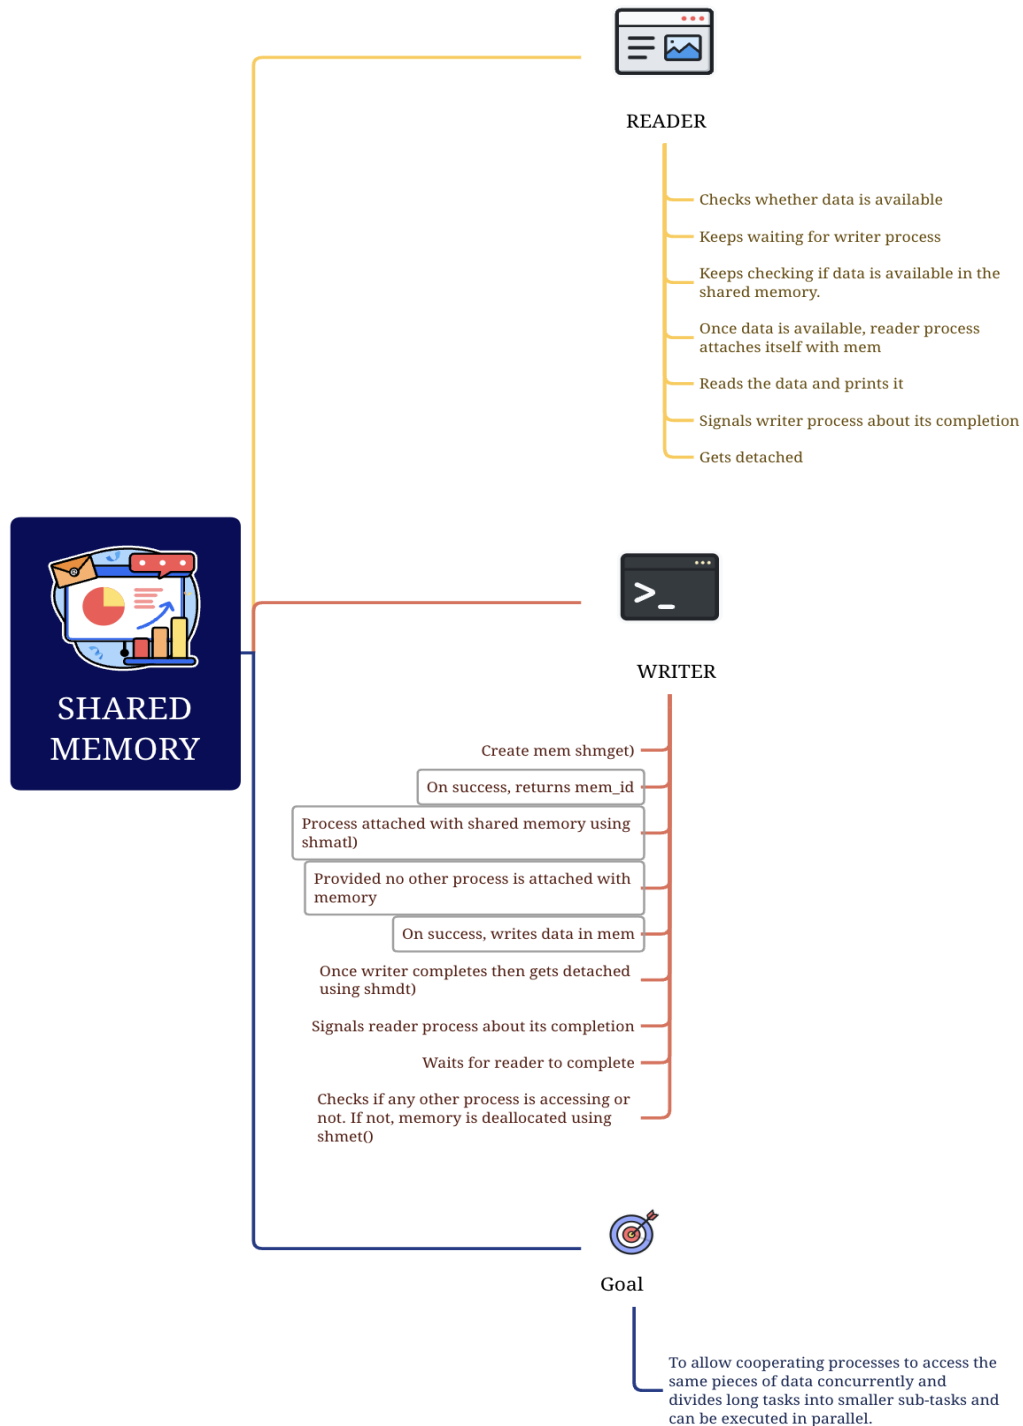 READER
Checks whether data is available
Keeps waiting for writer process
Keeps checking if data is available in the
shared memory.
Once data is available, reader process
attaches itself with mem
Reads the data and prints it
Signals writer process about its completion
Gets detached
SHARED
MEMORY
WRITER
Create mem shmget)
On success, returns mem_id
Process attached with shared memory using
shmatl)
Provided no other process is attached with
memory
On success, writes data in mem
Once writer completes then gets detached
using shmdt)
Signals reader process about its completion
Waits for reader to complete
Checks if any other process is accessing or
not. If not, memory is deallocated using
shmet()
Goal
To allow cooperating processes to access the
same pieces of data concurrently and
divides long tasks into smaller sub-tasks and
can be executed in parallel.